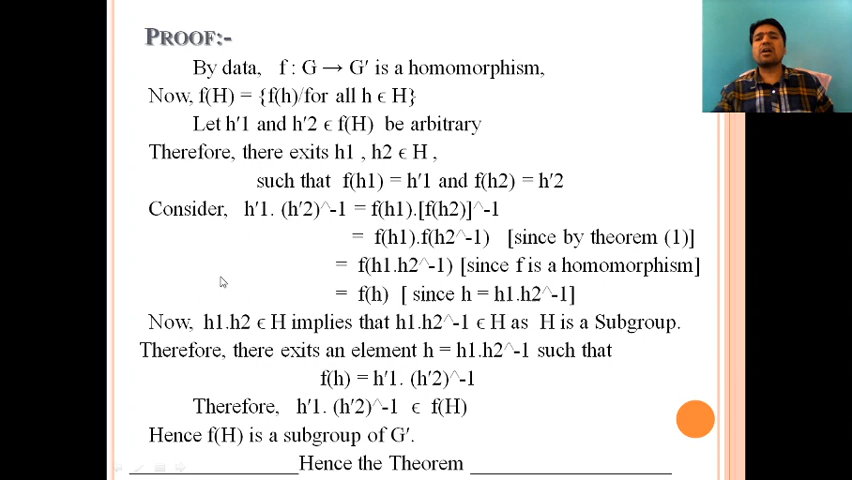 PROOF:-
By data, f : G → G′ is a homomorphism,
Now, f(H) = {f(h)/for all h ϵ H}
Let h′1 and h′2 ϵ f(H) be arbitrary
Therefore, there exits h1 , h2 ϵ H ,
such that f(h1) = h′1 and f(h2) = h′2
Consider, h′1. (h′2)^-1 = f(h1).[f(h2)]^-1
= f(h1).f(h2^-1) [since by theorem (1)]
= f(h1.h2^-1) [since f is a homomorphism]
= f(h) [ since h = h1.h2^-1]
Now, h1.h2 ϵ H implies that h1.h2^-1 ϵ H as H is a Subgroup.
Therefore, there exits an element h = h1.h2^-1 such that
f(h) = h′1. (h′2)^-1
Therefore, h′1. (h′2)^-1 ϵ f(H)
Hence f(H) is a subgroup of G′.
Hence the Theorem